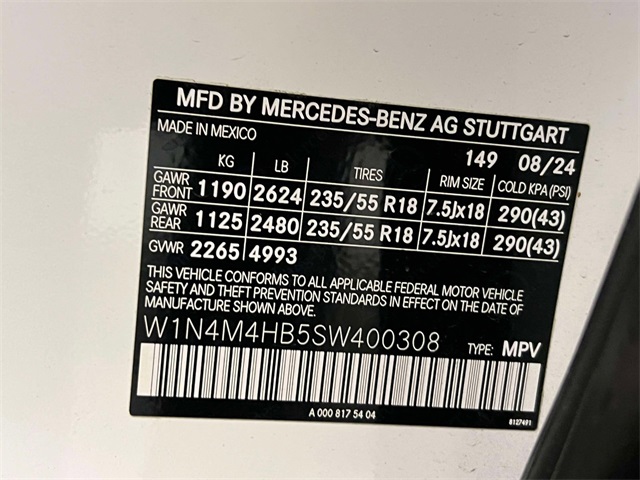 MFD BY MERCEDES-BENZ AG STUTTGART
MADE IN MEXICO
149 08/24
KG LB TIRES RIM SIZE COLD KPA (PSI)
GAWR FRONT 1190 2624 235/55 R18 7.5Jx18 290(43)
GAWR REAR 1125 2480 235/55 R18 7.5Jx18 290(43)
GVWR 2265 4993
THIS VEHICLE CONFORMS TO ALL APPLICABLE FEDERAL MOTOR VEHICLE
SAFETY AND THEFT PREVENTION STANDARDS IN EFFECT ON THE DATE
OF MANUFACTURE SHOWN ABOVE.
W1N4M4HB5SW400308 TYPE: MPV
A 000 817 54 04
8127491